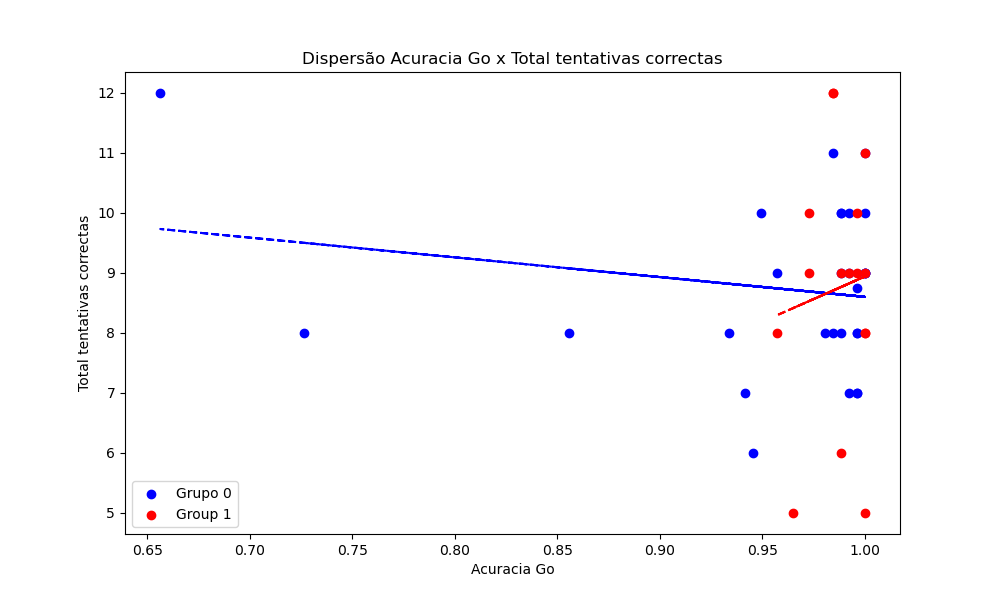 Dispersão Acuracia Go x Total tentativas correctas
Total tentativas correctas
12
11
10
9
8
7
6
5
Grupo 0
Group 1
0.65 0.70 0.75 0.80 0.85 0.90 0.95 1.00
Acuracia Go